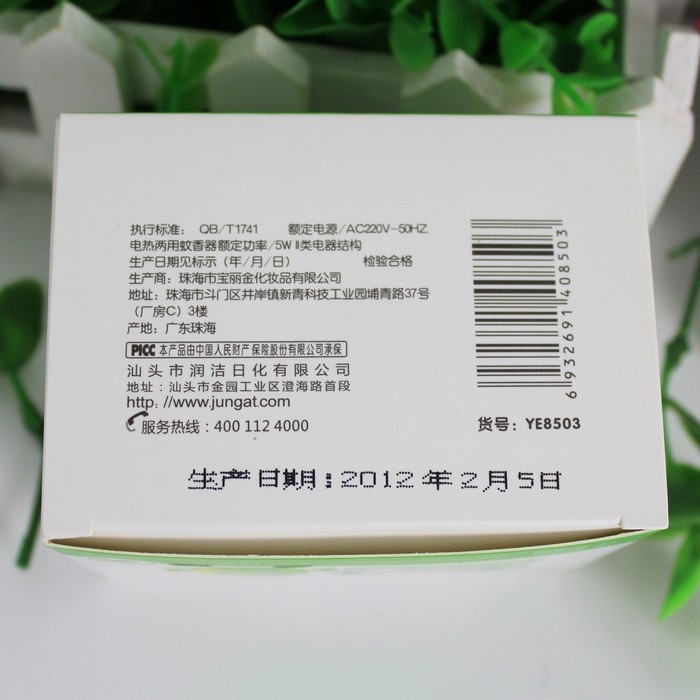 执行标准： QB/T1741 额定电源/AC220V-50HZ
电热两用蚊香器额定功率/5W Ⅱ类电器结构
生产日期见标示（年/月/日） 检验合格
生产商：珠海市宝丽金化妆品有限公司
地址：珠海市斗门区井岸镇新青科技工业园埔青路37号
（厂房C）3楼
产地：广东珠海
PICC 本产品由中国人民财产保险股份有限公司承保
汕头市润洁日化有限公司
地址：汕头市金园工业区澄海路首段
http: //www.jungat.com
服务热线：400 112 4000
6 932691 408503
货号：YE8503
生产日期：2012年2月5日